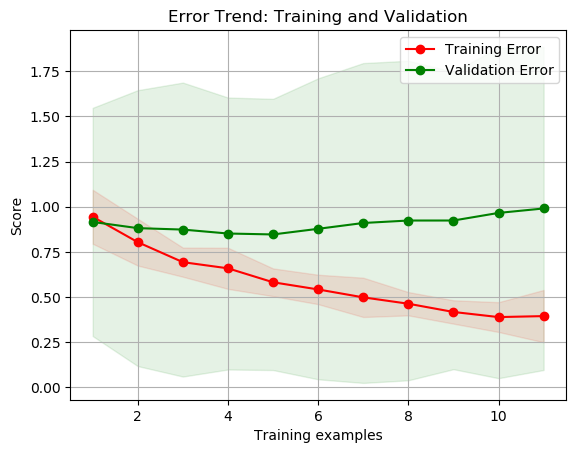 Error Trend: Training and Validation
Training Error
Validation Error
1.75
1.50
1.25
1.00
0.75
0.50
0.25
0.00
Score
2
4
6
8
10
Training examples